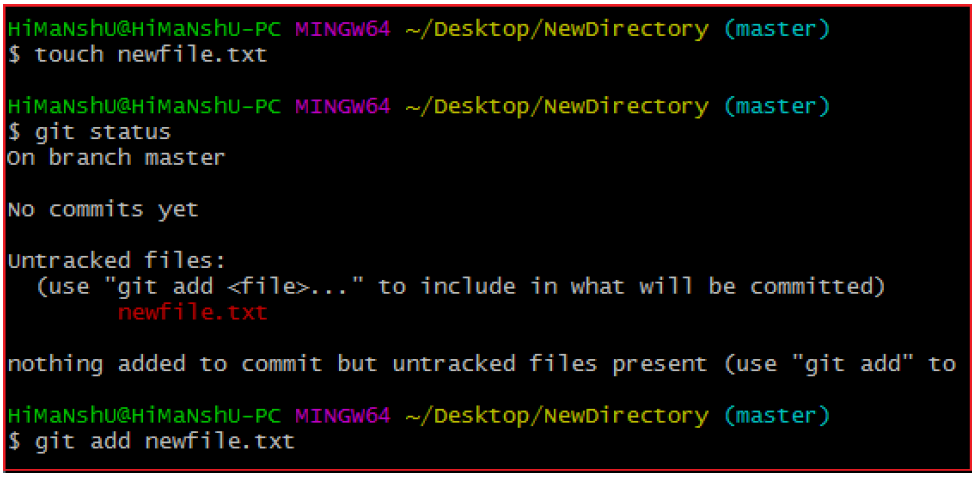 HiMaNshU@HiMaNshU-PC MINGW64 ~/Desktop/NewDirectory (master)
$ touch newfile.txt
HiMaNshU@HiMaNshU-PC MINGW64 ~/Desktop/NewDirectory (master)
$ git status
On branch master
No commits yet
Untracked files:
(use "git add <file>..." to include in what will be committed)
newfile.txt
nothing added to commit but untracked files present (use "git add" to
HiMaNshU@HiMaNshU-PC MINGW64 ~/Desktop/NewDirectory (master)
$ git add newfile.txt